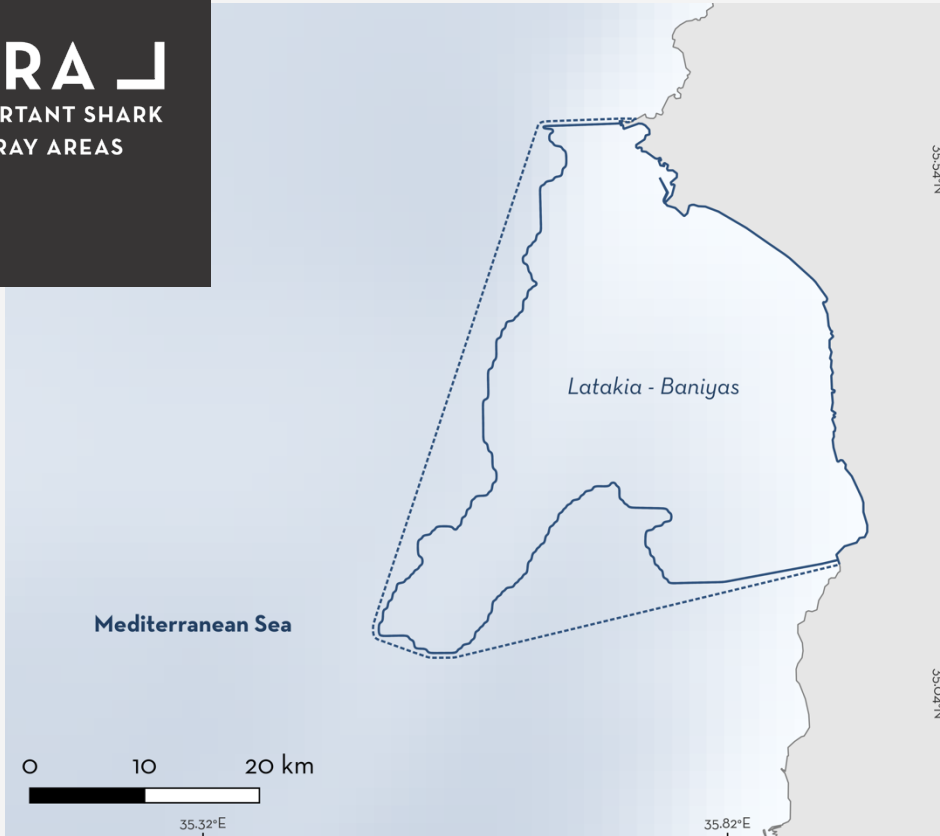 RA
RTANT SHARK
RAY AREAS
35.54°N
Latakia - Baniyas
Mediterranean Sea
35.04°N
0 10 20 km
35.32°E 35.82°E